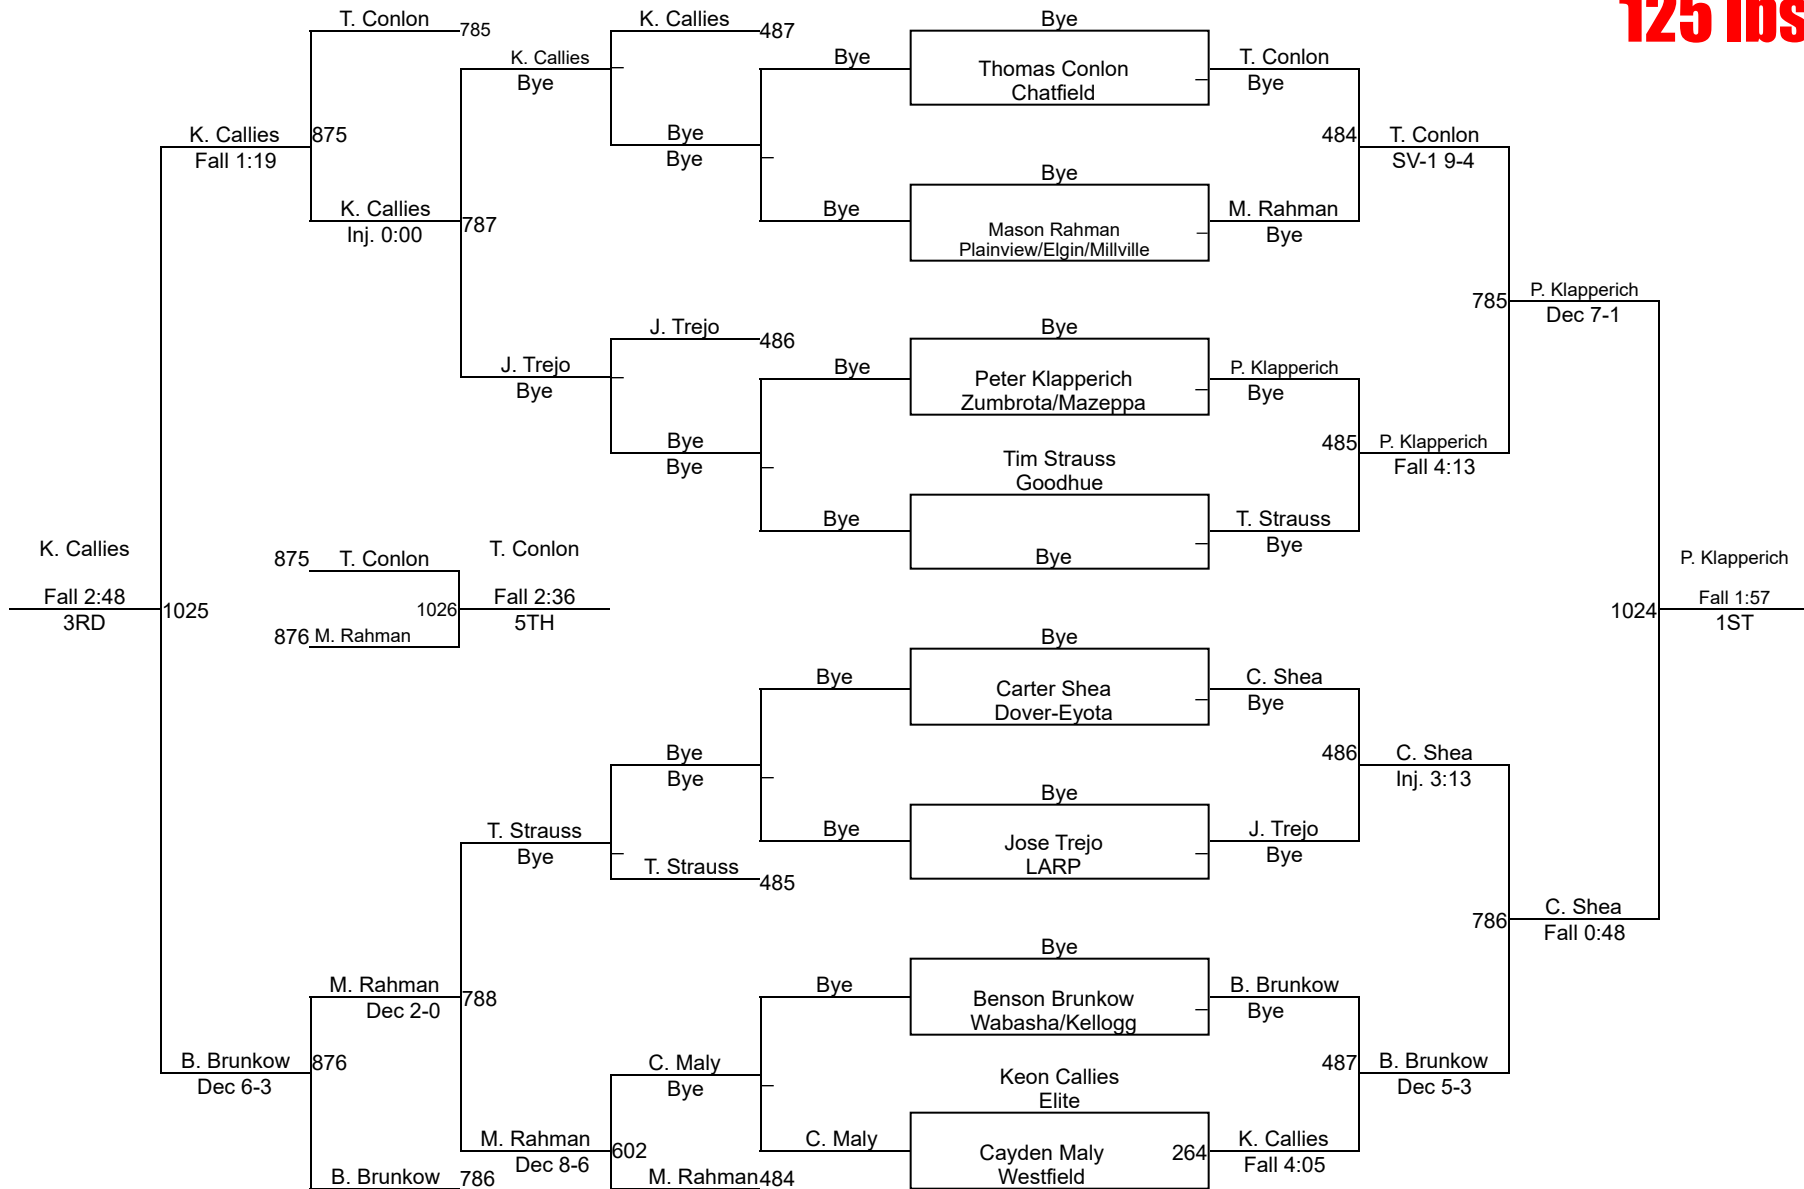 125 lbs
T. Conlon
785
K. Callies
Bye
K. Callies
487
Bye
Bye
K. Callies
Fall 1:19
875
K. Callies
Inj. 0:00
787
J. Trejo
Bye
J. Trejo
486
Bye
Bye
Bye
Bye
Thomas Conlon
Chatfield
T. Conlon
Bye
Bye
Bye
Mason Rahman
Plainview/Elgin/Millville
M. Rahman
Bye
484
T. Conlon
SV-1 9-4
Bye
Bye
Peter Klapperich
Zumbrota/Mazeppa
P. Klapperich
Bye
Tim Strauss
Goodhue
Bye
Bye
T. Strauss
Bye
485
P. Klapperich
Fall 4:13
785
P. Klapperich
Dec 7-1
K. Callies
Fall 2:48
3RD
1025
875
T. Conlon
876
M. Rahman
1026
T. Conlon
Fall 2:36
5TH
1024
P. Klapperich
Fall 1:57
1ST
Bye
Bye
Carter Shea
Dover-Eyota
C. Shea
Bye
Bye
Bye
Bye
Bye
Jose Trejo
LARP
J. Trejo
Bye
486
C. Shea
Inj. 3:13
T. Strauss
Bye
T. Strauss
485
786
C. Shea
Fall 0:48
Bye
Bye
Benson Brunkow
Wabasha/Kellogg
B. Brunkow
Bye
M. Rahman
Dec 2-0
788
B. Brunkow
Dec 6-3
876
C. Maly
Bye
Keon Callies
Elite
487
B. Brunkow
Dec 5-3
M. Rahman
Dec 8-6
602
C. Maly
Cayden Maly
Westfield
264
K. Callies
Fall 4:05
B. Brunkow
786
M. Rahman
484